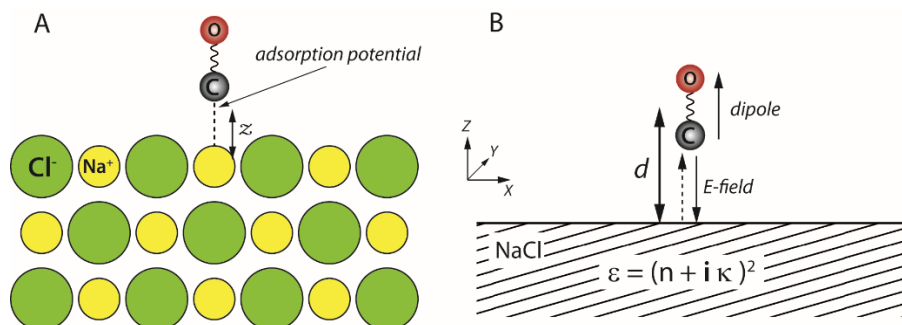 A
O
C
adsorption potential
z
Cl-
Na+
B
O
C
dipole
d
E-field
Z
Y
X
NaCl
ε = (n + i κ)²